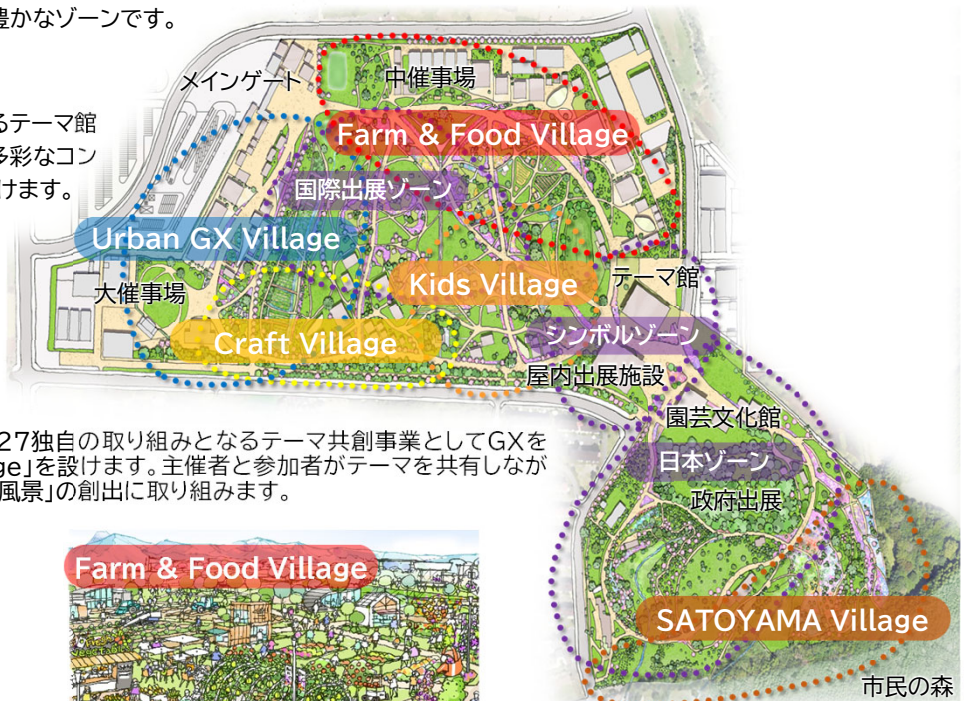 豊かなゾーンです。
メインゲート
中催事場
るテーマ館
Farm & Food Village
多彩なコン
けます。
国際出展ゾーン
Urban GX Village
Kids Village
テーマ館
大催事場
シンボルゾーン
Craft Village
屋内出展施設
園芸文化館
27独自の取り組みとなるテーマ共創事業としてGXを
ge」を設けます。主催者と参加者がテーマを共有しなが
風景」の創出に取り組みます。
日本ゾーン
政府出展
Farm & Food Village
SATOYAMA Village
市民の森